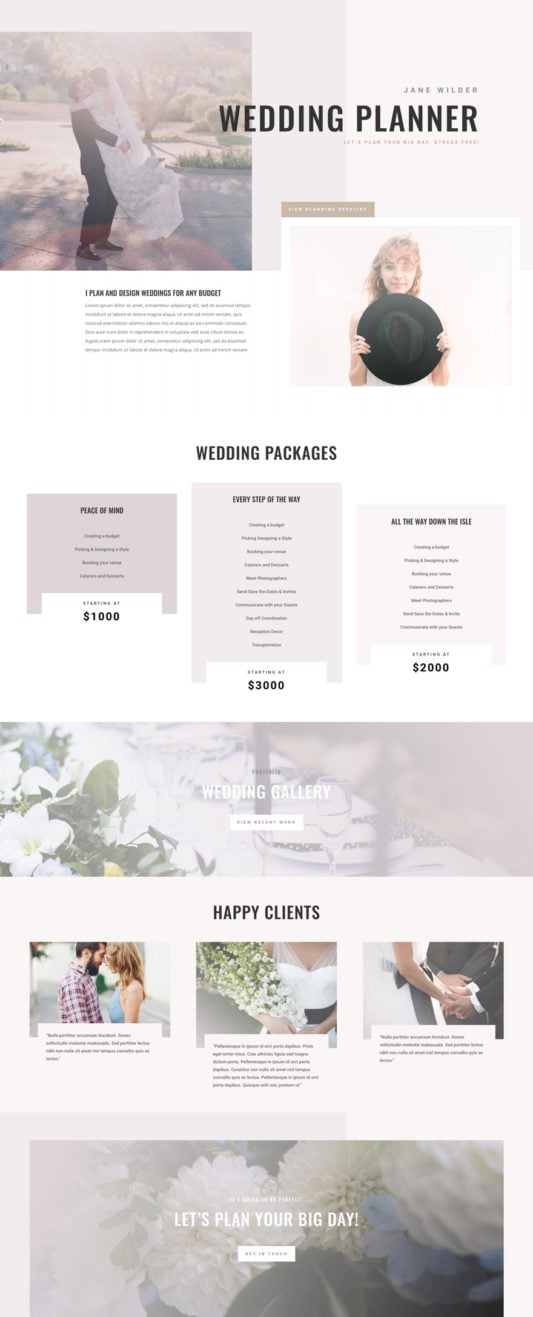 JANE WILDER
WEDDING PLANNER
LET'S PLAN YOUR BIG DAY, STRESS FREE!
VIEW PLANNING SERVICES
I PLAN AND DESIGN WEDDINGS FOR ANY BUDGET
Lorem ipsum dolor sit amet, consectetur adipiscing elit, sed do eiusmod tempor
incididunt ut labore et dolore magna aliqua. Ut enim ad minim veniam, quis
nostrud exercitation ullamco laboris nisi ut aliquip ex ea commodo consequat.
Duis aute irure dolor in reprehenderit in voluptate velit esse cillum dolore eu
fugiatLorem ipsum dolor sit amet, consectetur adipiscing elit, sed do eiusmod
tempor incididunt ut labore et dolore magna aliqua. Ut enim ad minim veniam
WEDDING PACKAGES
PEACE OF MIND
Creating a budget
Picking & Designing a Style
Booking your venue
Caterers and Desserts
STARTING AT
$1000
EVERY STEP OF THE WAY
Creating a budget
Picking Designing a Style
Booking your venue
Caterers and Desserts
Meet Photographers
Send Save the Dates & Invites
Communicate with your Guests
Day off Coordination
Reception Decor
Transportation
STARTING AT
$3000
ALL THE WAY DOWN THE ISLE
Creating a budget
Picking & Designing a Style
Booking your venue
Caterers and Desserts
Meet Photographers
Send Save the Dates & Invite
Communicate with your Guests
STARTING AT
$2000
PORTFOLIO
WEDDING GALLERY
VIEW RECENT WORK
HAPPY CLIENTS
"Nulla porttitor accumsan tincidunt. Donec
sollicitudin molestie malesuada. Sed porttitor lectus
nibh non nulla sit amet nisl tempus convallis quis ac
lectus."
"Pellentesque in ipsum id orci porta dapibus. Proin
eget tortor risus. Cras ultricies ligula sed magna
dictum porta. Pellentesque in ipsum id orci porta
dapibus. Curabitur non nulla sit amet nisl tempus
convallis quis ac lectus. Pellentesque in ipsum id orci
porta dapibus. Quisque velit nisi, pretium ut"
"Nulla porttitor accumsan tincidunt. Donec
sollicitudin molestie malesuada. Sed porttitor lectus
nibh non nulla sit amet nisl tempus convallis quis ac
lectus."
IT'S GOING TO BE PERFECT!
LET'S PLAN YOUR BIG DAY!
GET IN TOUCH